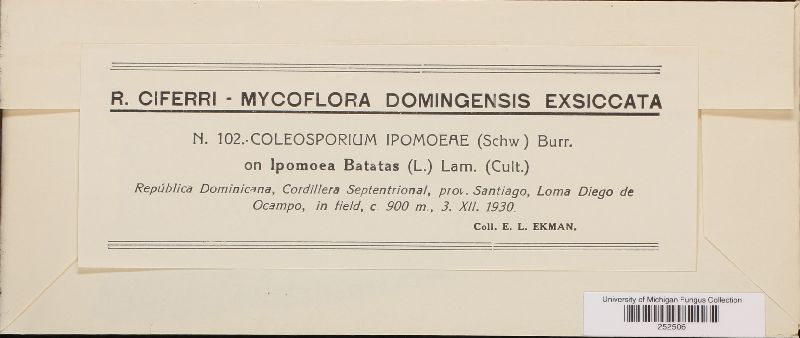 R. CIFERRI - MYCOFLORA DOMINGENSIS EXSICCATA
N. 102.-COLEOSPORIUM IPOMOEAE (Schw) Burr.
on Ipomoea Batatas (L.) Lam. (Cult.)
República Dominicana, Cordillera Septentrional, prov. Santiago, Loma Diego de
Ocampo, in field, c. 900 m., 3. XII. 1930.
Coll. E. L. EKMAN.
University of Michigan Fungus Collection
252506